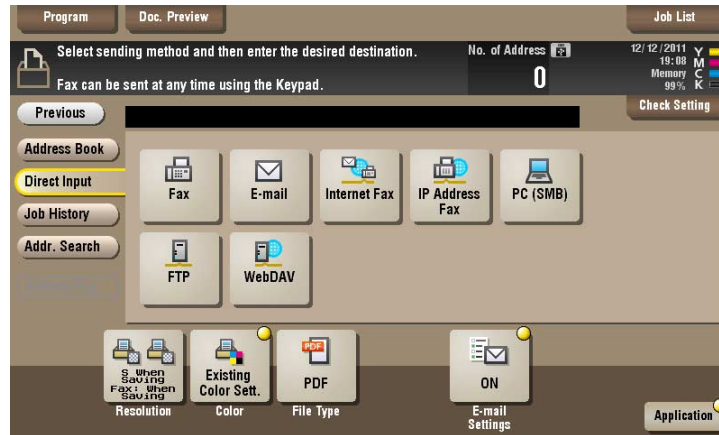 Program
Doc. Preview
Job List
Select sending method and then enter the desired destination.
Fax can be sent at any time using the Keypad.
No. of Address
0
12/12/2011
19:08
Memory
99%
Y
M
C
K
Previous
Check Setting
Address Book
Direct Input
Job History
Addr. Search
Fax
E-mail
Internet Fax
IP Address
Fax
PC (SMB)
FTP
WebDAV
S When
Saving
Fax: When
Saving
Resolution
Existing
Color Sett.
Color
PDF
PDF
File Type
ON
E-mail
Settings
Application